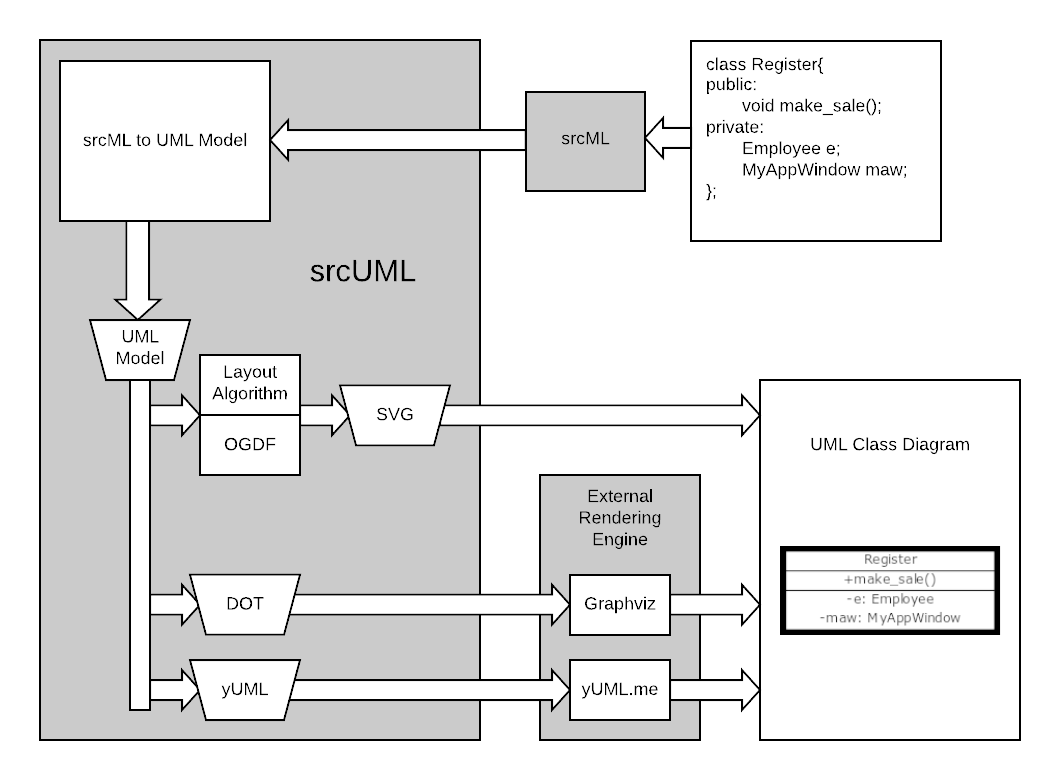 srcML to UML Model
srcML
class Register{
public:
void make_sale();
private:
Employee e;
MyAppWindow maw;
};
srcUML
UML
Model
Layout
Algorithm
OGDF
SVG
DOT
yUML
External
Rendering
Engine
Graphviz
yUML.me
UML Class Diagram
Register
+make_sale()
-e: Employee
-maw: MyAppWindow